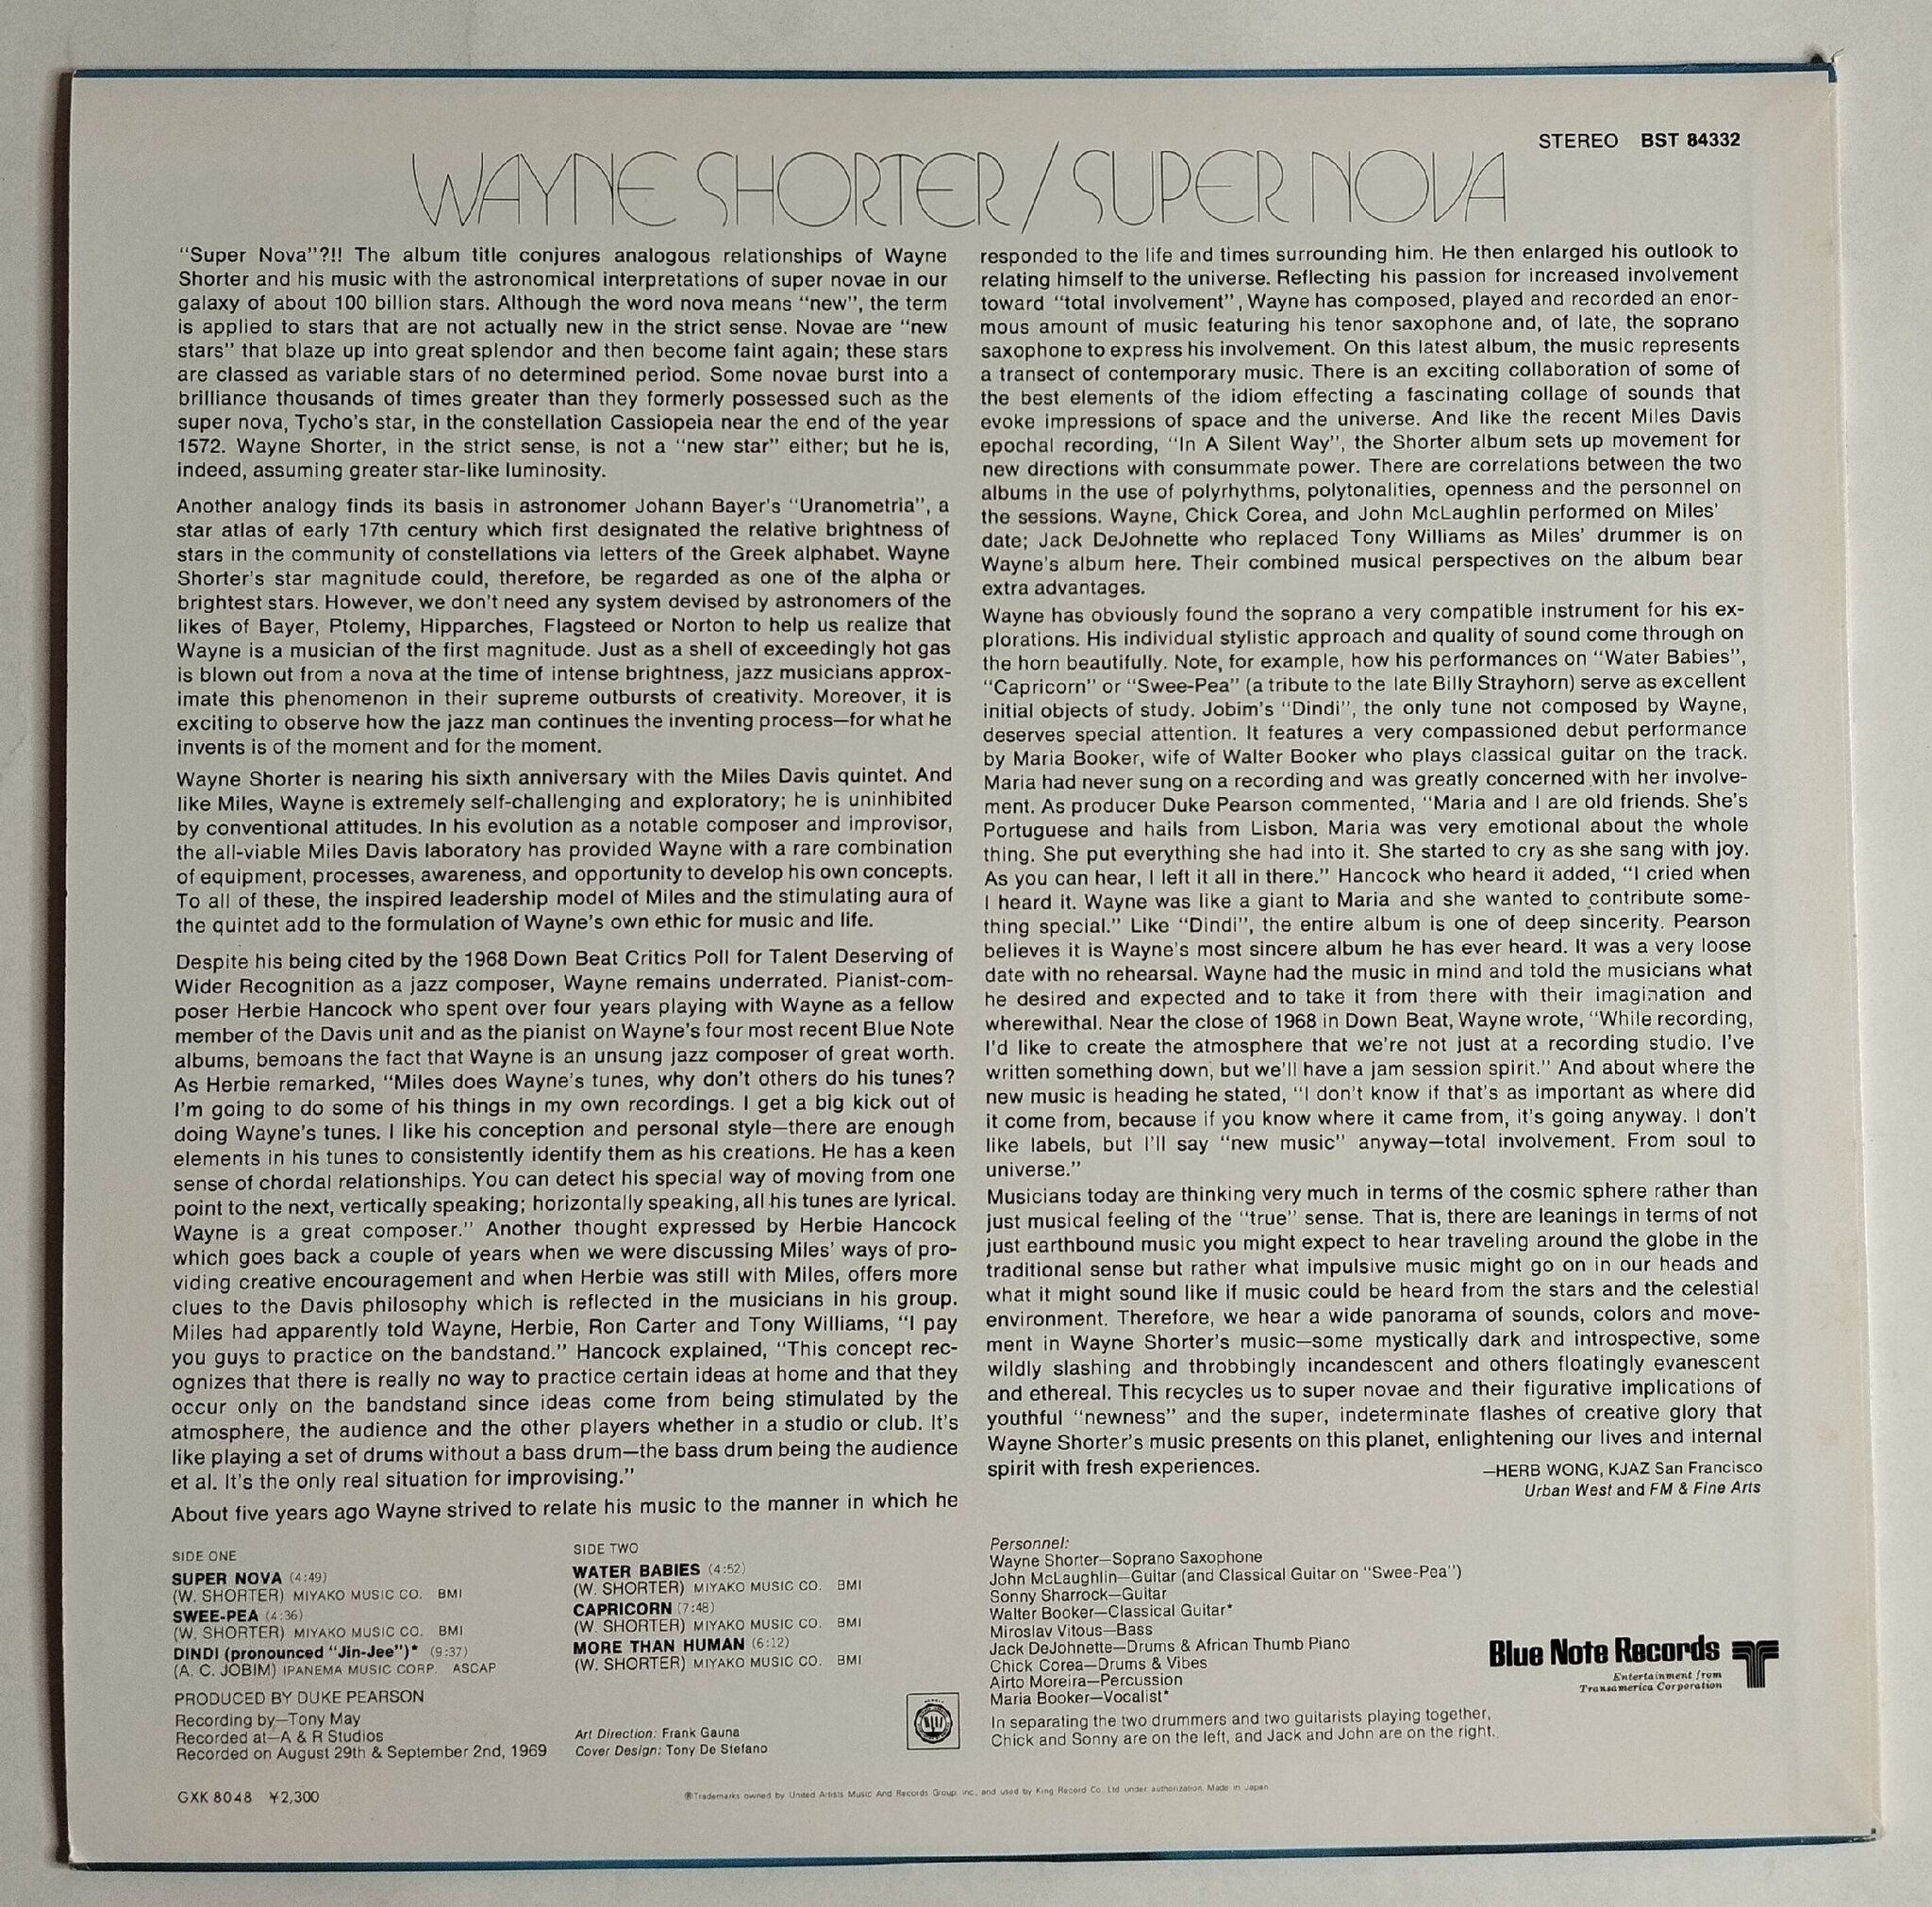 STEREO BST 84332
WAYNE SHORTER / SUPER NOVA
“Super Nova”?!! The album title conjures analogous relationships of Wayne
Shorter and his music with the astronomical interpretations of super novae in our
galaxy of about 100 billion stars. Although the word nova means “new”, the term
is applied to stars that are not actually new in the strict sense. Novae are “new
stars” that blaze up into great splendor and then become faint again; these stars
are classed as variable stars of no determined period. Some novae burst into a
brilliance thousands of times greater than they formerly possessed such as the
super nova, Tycho’s star, in the constellation Cassiopeia near the end of the year
1572. Wayne Shorter, in the strict sense, is not a “new star” either; but he is,
indeed, assuming greater star-like luminosity.
Another analogy finds its basis in astronomer Johann Bayer’s “Uranometria”, a
star atlas of early 17th century which first designated the relative brightness of
stars in the community of constellations via letters of the Greek alphabet. Wayne
Shorter’s star magnitude could, therefore, be regarded as one of the alpha or
brightest stars. However, we don’t need any system devised by astronomers of the
likes of Bayer, Ptolemy, Hipparches, Flagsteed or Norton to help us realize that
Wayne is a musician of the first magnitude. Just as a shell of exceedingly hot gas
is blown out from a nova at the time of intense brightness, jazz musicians approx-
imate this phenomenon in their supreme outbursts of creativity. Moreover, it is
exciting to observe how the jazz man continues the inventing process—for what he
invents is of the moment and for the moment.
Wayne Shorter is nearing his sixth anniversary with the Miles Davis quintet. And
like Miles, Wayne is extremely self-challenging and exploratory; he is uninhibited
by conventional attitudes. In his evolution as a notable composer and improvisor,
the all-viable Miles Davis laboratory has provided Wayne with a rare combination
of equipment, processes, awareness, and opportunity to develop his own concepts.
To all of these, the inspired leadership model of Miles and the stimulating aura of
the quintet add to the formulation of Wayne’s own ethic for music and life.
Despite his being cited by the 1968 Down Beat Critics Poll for Talent Deserving of
Wider Recognition as a jazz composer, Wayne remains underrated. Pianist-com-
poser Herbie Hancock who spent over four years playing with Wayne as a fellow
member of the Davis unit and as the pianist on Wayne’s four most recent Blue Note
albums, bemoans the fact that Wayne is an unsung jazz composer of great worth.
As Herbie remarked, “Miles does Wayne’s tunes, why don’t others do his tunes?
I’m going to do some of his things in my own recordings. I get a big kick out of
doing Wayne’s tunes. I like his conception and personal style—there are enough
elements in his tunes to consistently identify them as his creations. He has a keen
sense of chordal relationships. You can detect his special way of moving from one
point to the next, vertically speaking; horizontally speaking, all his tunes are lyrical.
Wayne is a great composer.” Another thought expressed by Herbie Hancock
which goes back a couple of years when we were discussing Miles’ ways of pro-
viding creative encouragement and when Herbie was still with Miles, offers more
clues to the Davis philosophy which is reflected in the musicians in his group.
Miles had apparently told Wayne, Herbie, Ron Carter and Tony Williams, “I pay
you guys to practice on the bandstand.” Hancock explained, “This concept rec-
ognizes that there is really no way to practice certain ideas at home and that they
occur only on the bandstand since ideas come from being stimulated by the
atmosphere, the audience and the other players whether in a studio or club. It’s
like playing a set of drums without a bass drum—the bass drum being the audience
et al. It’s the only real situation for improvising.”
About five years ago Wayne strived to relate his music to the manner in which he
responded to the life and times surrounding him. He then enlarged his outlook to
relating himself to the universe. Reflecting his passion for increased involvement
toward “total involvement”, Wayne has composed, played and recorded an enor-
mous amount of music featuring his tenor saxophone and, of late, the soprano
saxophone to express his involvement. On this latest album, the music represents
a transect of contemporary music. There is an exciting collaboration of some of
the best elements of the idiom effecting a fascinating collage of sounds that
evoke impressions of space and the universe. And like the recent Miles Davis
epochal recording, “In A Silent Way”, the Shorter album sets up movement for
new directions with consummate power. There are correlations between the two
albums in the use of polyrhythms, polytonalities, openness and the personnel on
the sessions. Wayne, Chick Corea, and John McLaughlin performed on Miles’
date; Jack DeJohnette who replaced Tony Williams as Miles’ drummer is on
Wayne’s album here. Their combined musical perspectives on the album bear
extra advantages.
Wayne has obviously found the soprano a very compatible instrument for his ex-
plorations. His individual stylistic approach and quality of sound come through on
the horn beautifully. Note, for example, how his performances on “Water Babies”,
“Capricorn” or “Swee-Pea” (a tribute to the late Billy Strayhorn) serve as excellent
initial objects of study. Jobim’s “Dindi”, the only tune not composed by Wayne,
deserves special attention. It features a very compassioned debut performance
by Maria Booker, wife of Walter Booker who plays classical guitar on the track.
Maria had never sung on a recording and was greatly concerned with her involve-
ment. As producer Duke Pearson commented, “Maria and I are old friends. She’s
Portuguese and hails from Lisbon. Maria was very emotional about the whole
thing. She put everything she had into it. She started to cry as she sang with joy.
As you can hear, I left it all in there.” Hancock who heard it added, “I cried when
I heard it. Wayne was like a giant to Maria and she wanted to contribute some-
thing special.” Like “Dindi”, the entire album is one of deep sincerity. Pearson
believes it is Wayne’s most sincere album he has ever heard. It was a very loose
date with no rehearsal. Wayne had the music in mind and told the musicians what
he desired and expected and to take it from there with their imagination and
wherewithal. Near the close of 1968 in Down Beat, Wayne wrote, “While recording,
I’d like to create the atmosphere that we’re not just at a recording studio. I’ve
written something down, but we’ll have a jam session spirit.” And about where the
new music is heading he stated, “I don’t know if that’s as important as where did
it come from, because if you know where it came from, it’s going anyway. I don’t
like labels, but I’ll say “new music” anyway—total involvement. From soul to
universe.”
Musicians today are thinking very much in terms of the cosmic sphere rather than
just musical feeling of the “true” sense. That is, there are leanings in terms of not
just earthbound music you might expect to hear traveling around the globe in the
traditional sense but rather what impulsive music might go on in our heads and
what it might sound like if music could be heard from the stars and the celestial
environment. Therefore, we hear a wide panorama of sounds, colors and move-
ment in Wayne Shorter’s music—some mystically dark and introspective, some
wildly slashing and throbbingly incandescent and others floatingly evanescent
and ethereal. This recycles us to super novae and their figurative implications of
youthful “newness” and the super, indeterminate flashes of creative glory that
Wayne Shorter’s music presents on this planet, enlightening our lives and internal
spirit with fresh experiences.
—HERB WONG, KJAZ San Francisco
Urban West and FM & Fine Arts
SIDE ONE
SUPER NOVA (4:49)
(W. SHORTER) MIYAKO MUSIC CO. BMI
SWEE-PEA (4:36)
(W. SHORTER) MIYAKO MUSIC CO. BMI
DINDI (pronounced “Jin-Jee”)* (9:37)
(A. C. JOBIM) IPANEMA MUSIC CORP. ASCAP
SIDE TWO
WATER BABIES (4:52)
(W. SHORTER) MIYAKO MUSIC CO. BMI
CAPRICORN (7:48)
(W. SHORTER) MIYAKO MUSIC CO. BMI
MORE THAN HUMAN (6:12)
(W. SHORTER) MIYAKO MUSIC CO. BMI
PRODUCED BY DUKE PEARSON
Recording by—Tony May
Recorded at—A & R Studios
Recorded on August 29th & September 2nd, 1969
Art Direction: Frank Gauna
Cover Design: Tony De Stefano
Personnel:
Wayne Shorter—Soprano Saxophone
John McLaughlin—Guitar (and Classical Guitar on “Swee-Pea”)
Sonny Sharrock—Guitar
Walter Booker—Classical Guitar*
Miroslav Vitous—Bass
Jack DeJohnette—Drums & African Thumb Piano
Chick Corea—Drums & Vibes
Airto Moreira—Percussion
Maria Booker—Vocalist*
In separating the two drummers and two guitarists playing together,
Chick and Sonny are on the left, and Jack and John are on the right.
Blue Note Records
Entertainment from
Transamerica Corporation
GXK 8048 ¥2,300
®Trademarks owned by United Artists Music And Records Group, inc., and used by King Record Co., Ltd. under authorization. Made in Japan